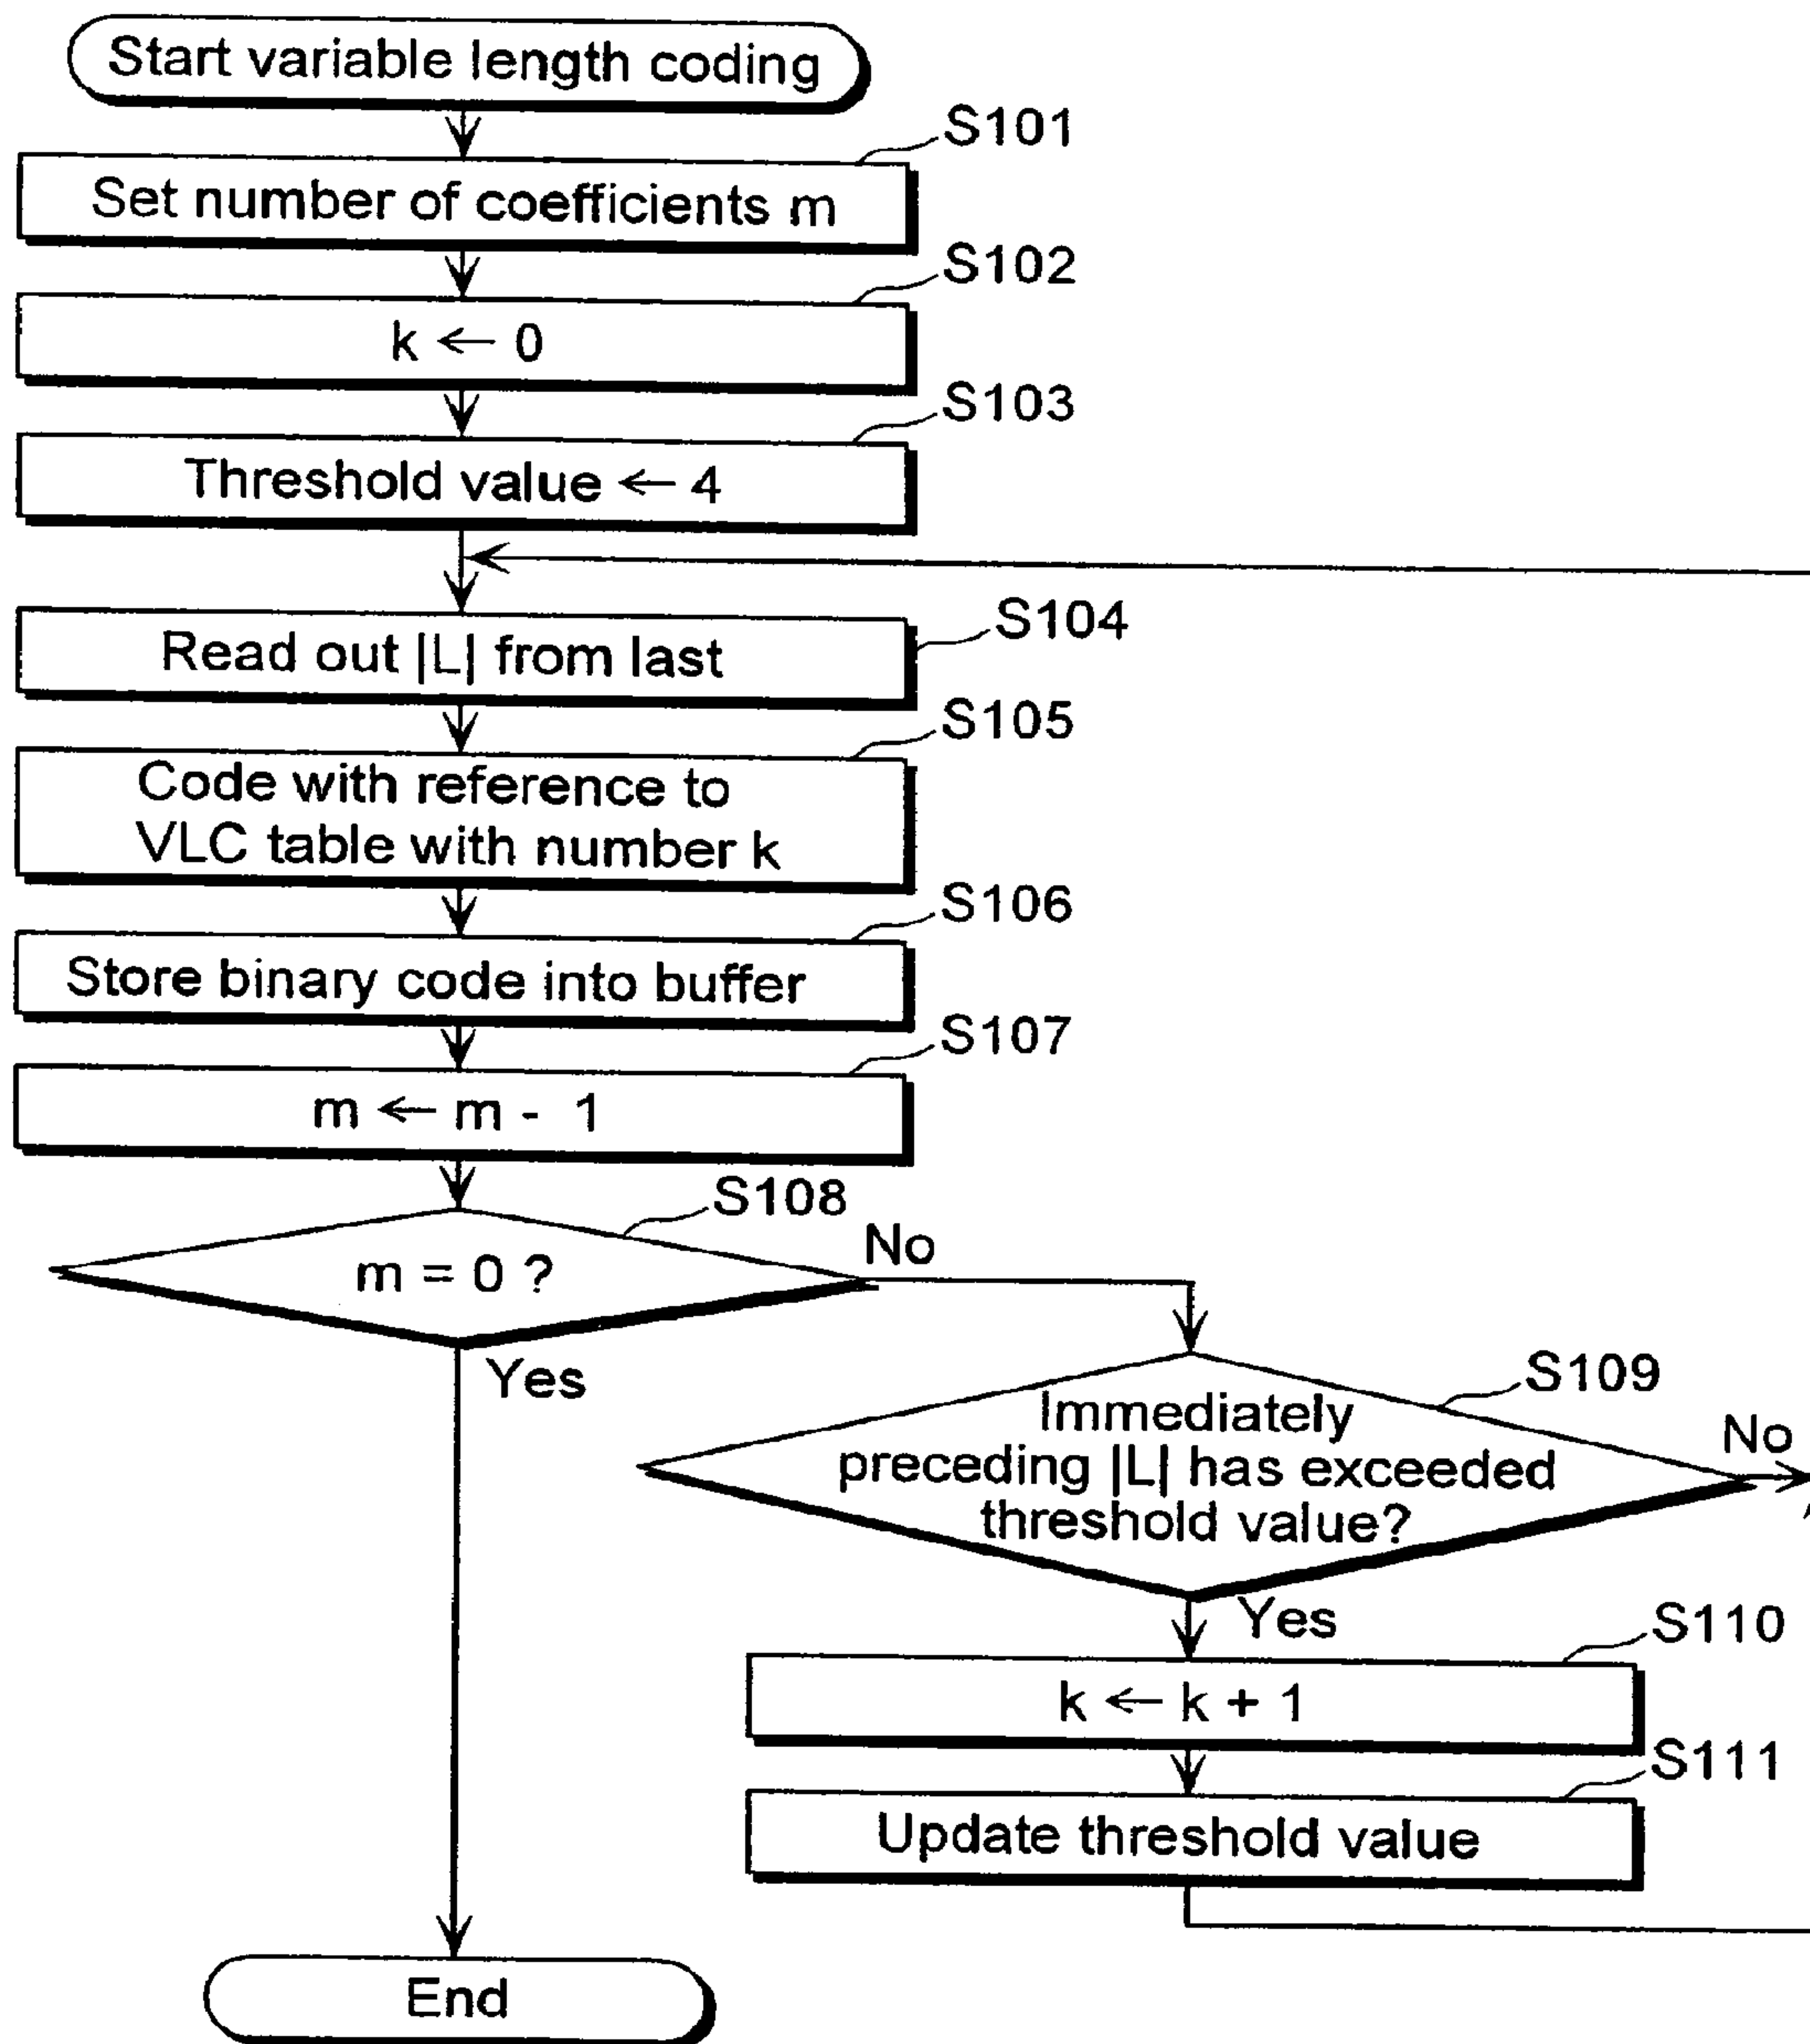 Start variable length coding
S101
Set number of coefficients m
S102
k ← 0
S103
Threshold value ← 4
S104
Read out |L| from last
S105
Code with reference to
VLC table with number k
S106
Store binary code into buffer
S107
m ← m - 1
S108
m = 0 ?
No
Yes
S109
Immediately
preceding |L| has exceeded
threshold value?
No
Yes
S110
k ← k + 1
S111
Update threshold value
End